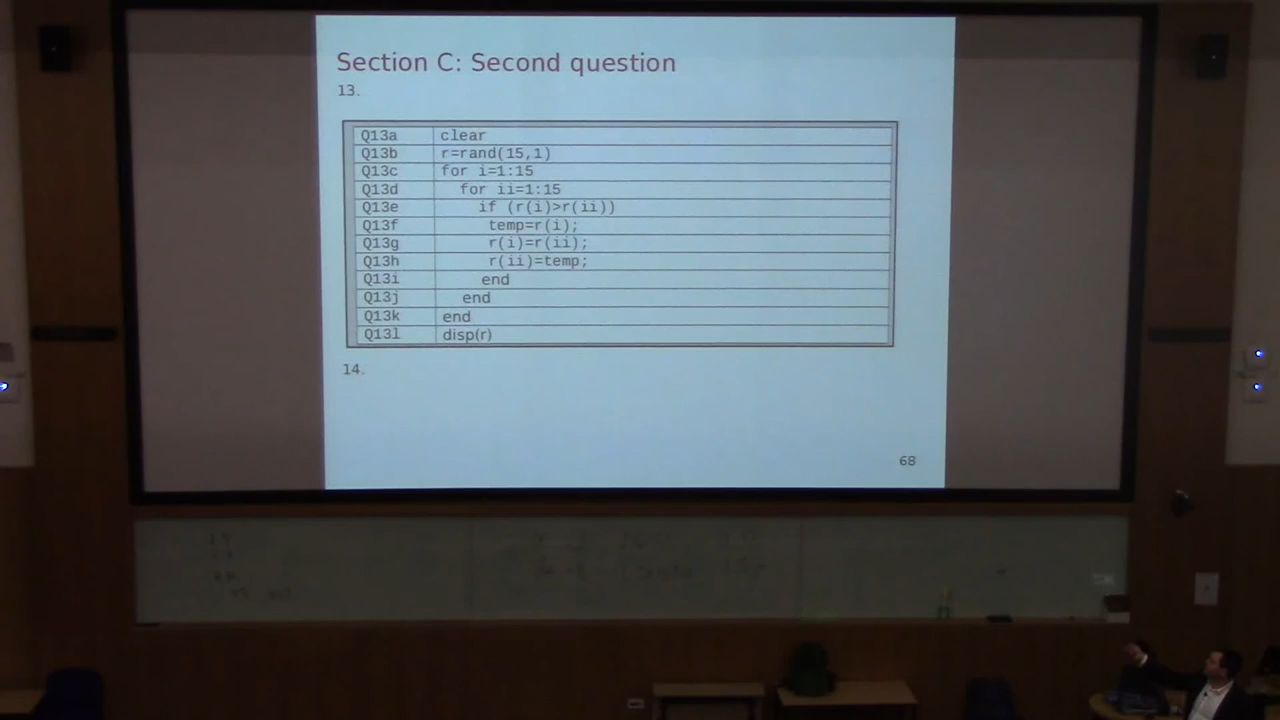 Section C: Second question
13.
Q13a clear
Q13b r=rand(15,1)
Q13c for i=1:15
Q13d for ii=1:15
Q13e if (r(i)>r(ii))
Q13f temp=r(i);
Q13g r(i)=r(ii);
Q13h r(ii)=temp;
Q13i end
Q13j end
Q13k end
Q13l disp(r)
14.
68